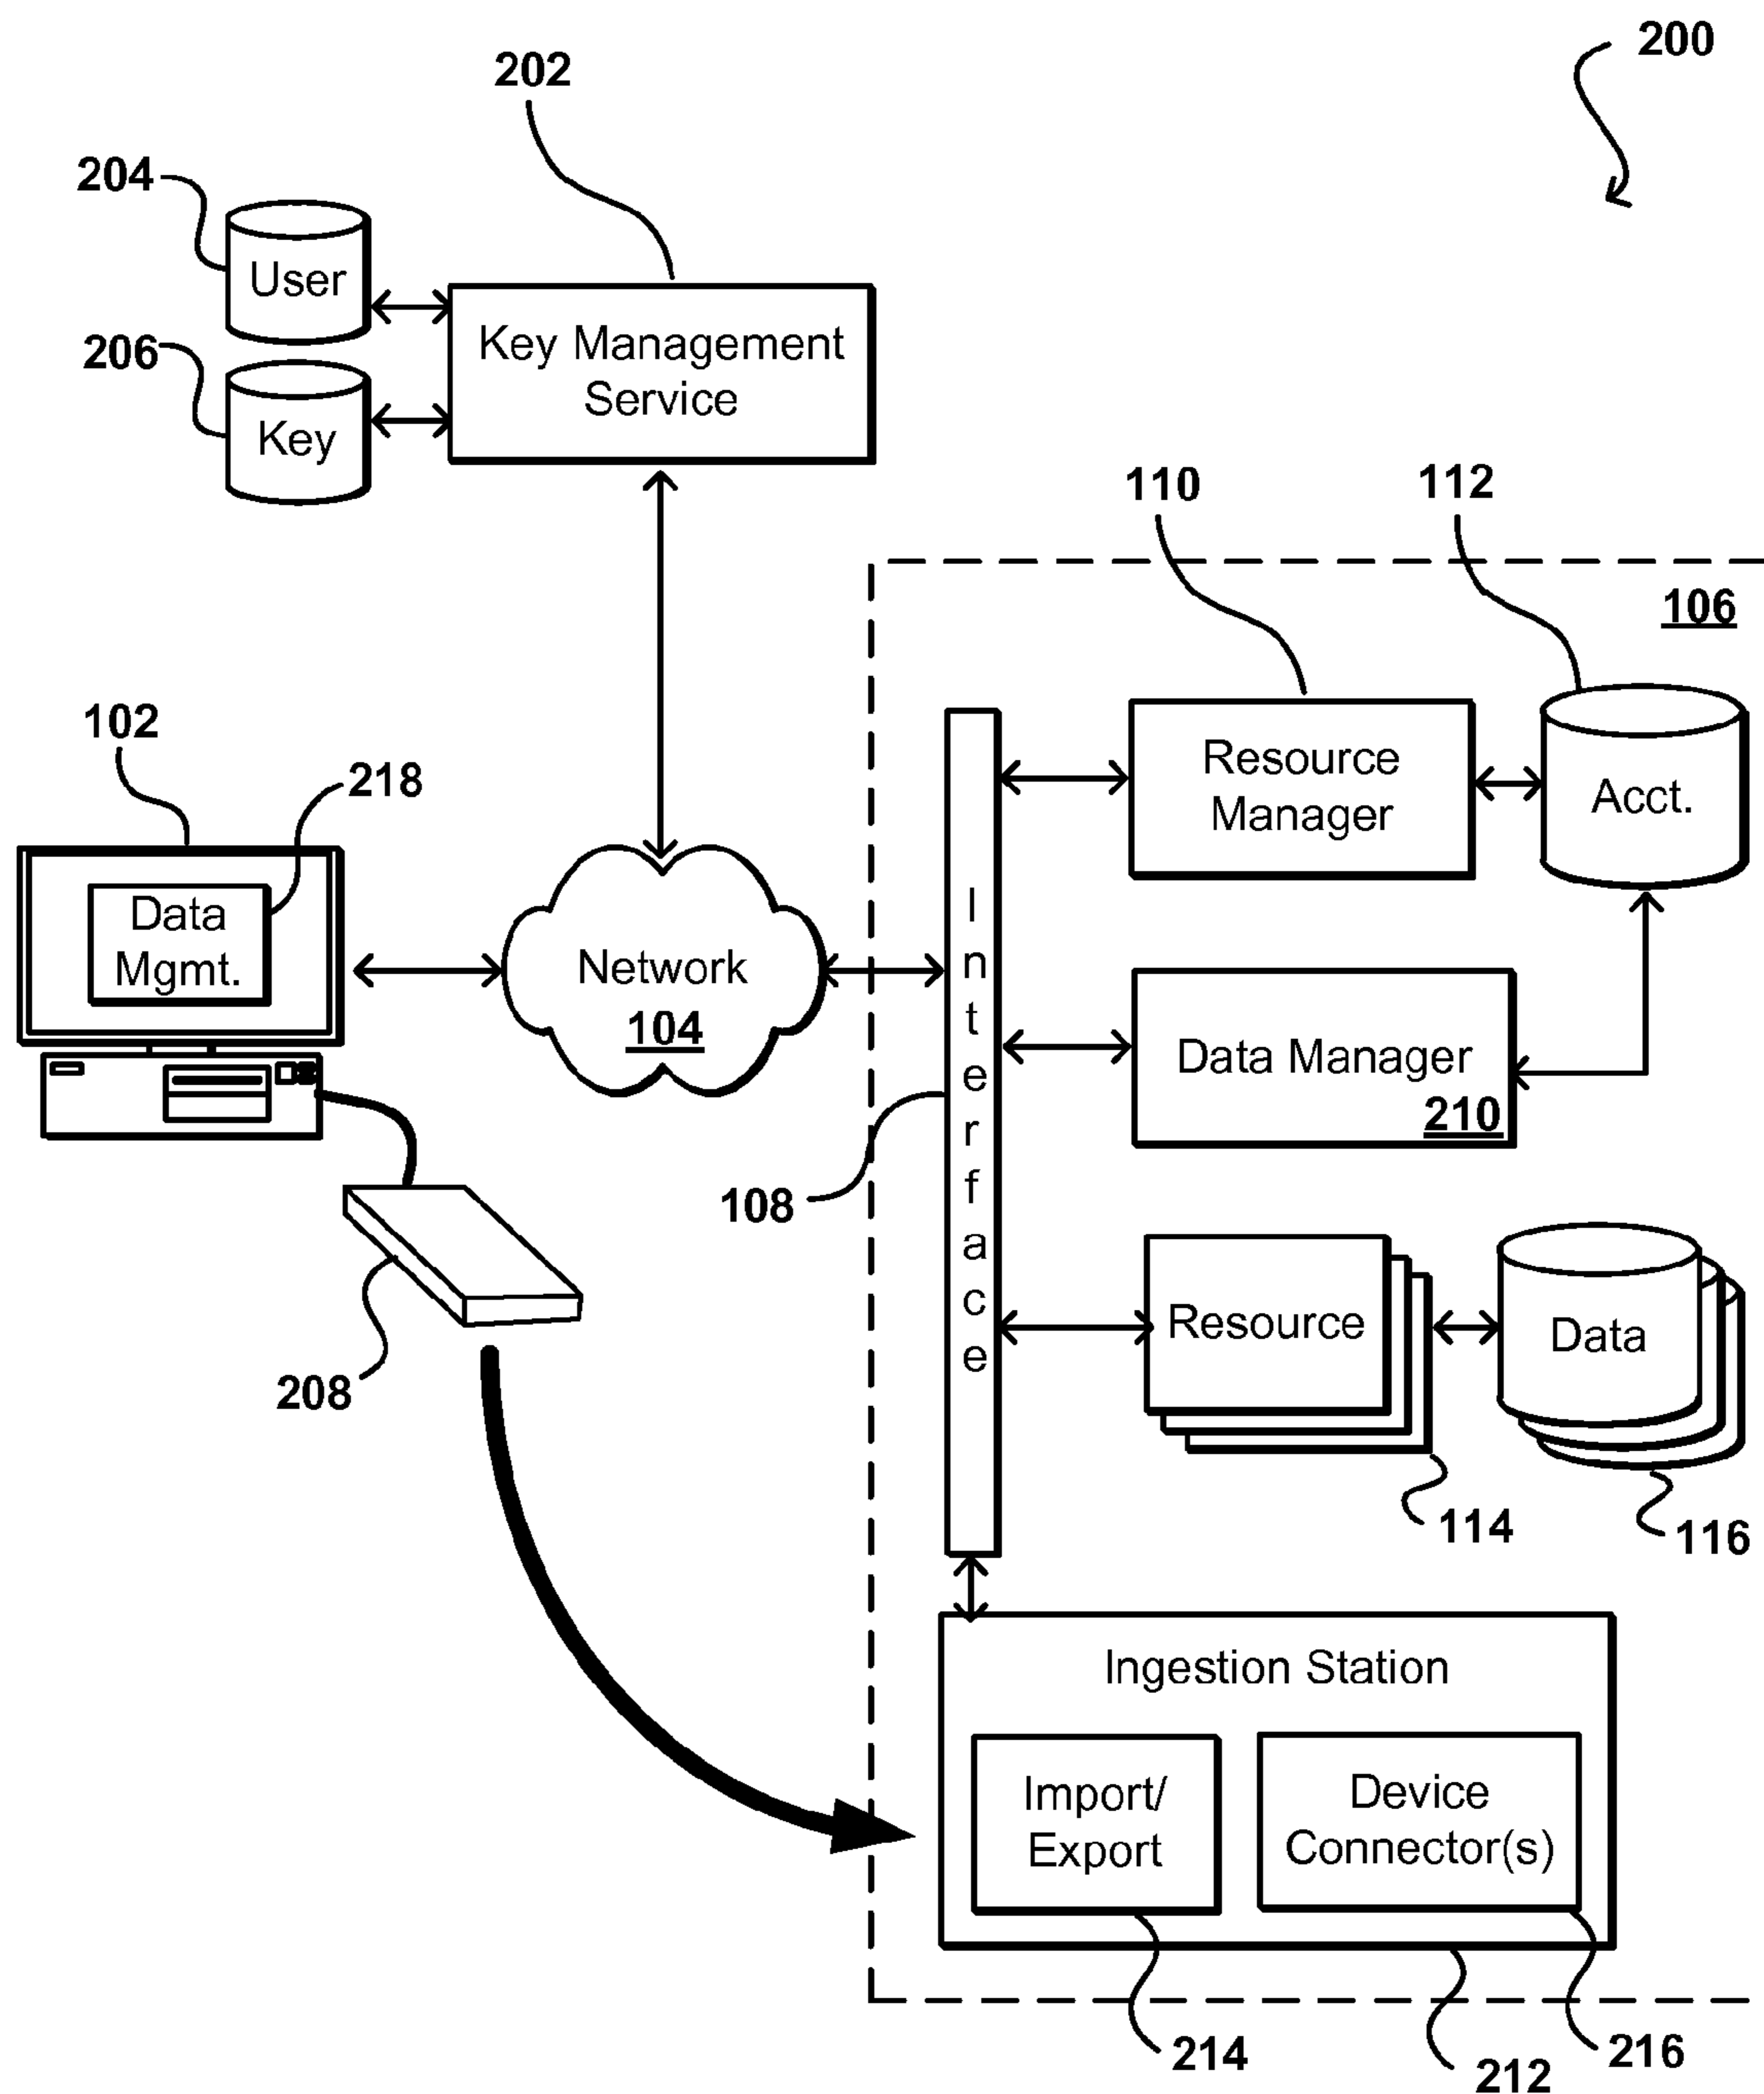 200
202
204
User
206
Key
Key Management
Service
110
112
106
102
218
Data
Mgmt.
Network
104
Interface
108
Resource
Manager
Acct.
Data Manager
210
Resource
Data
208
114
116
Ingestion Station
Import/
Export
Device
Connector(s)
214
212
216